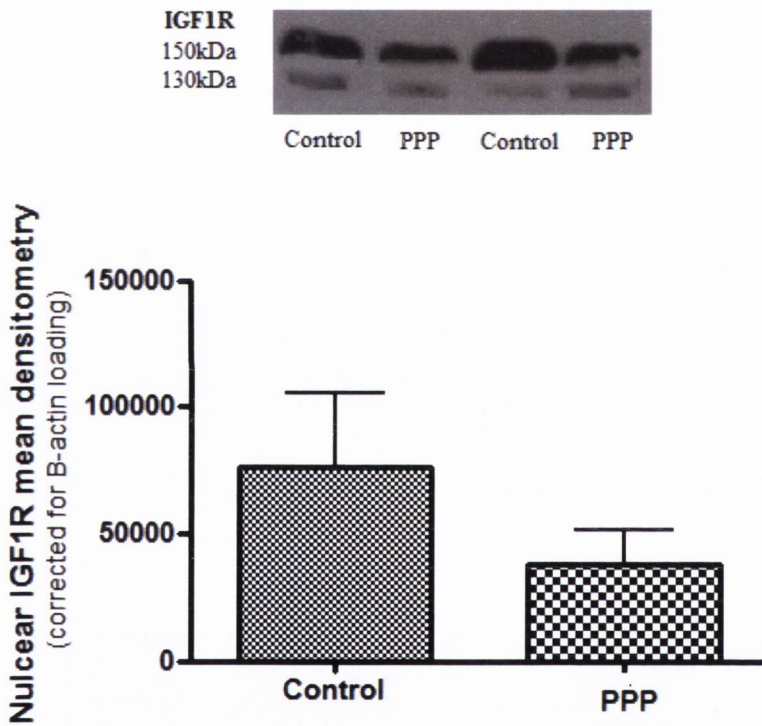 IGF1R
150kDa
130kDa
Control PPP Control PPP
Nulcear IGF1R mean densitometry
(corrected for B-actin loading)
150000
100000
50000
0
Control PPP